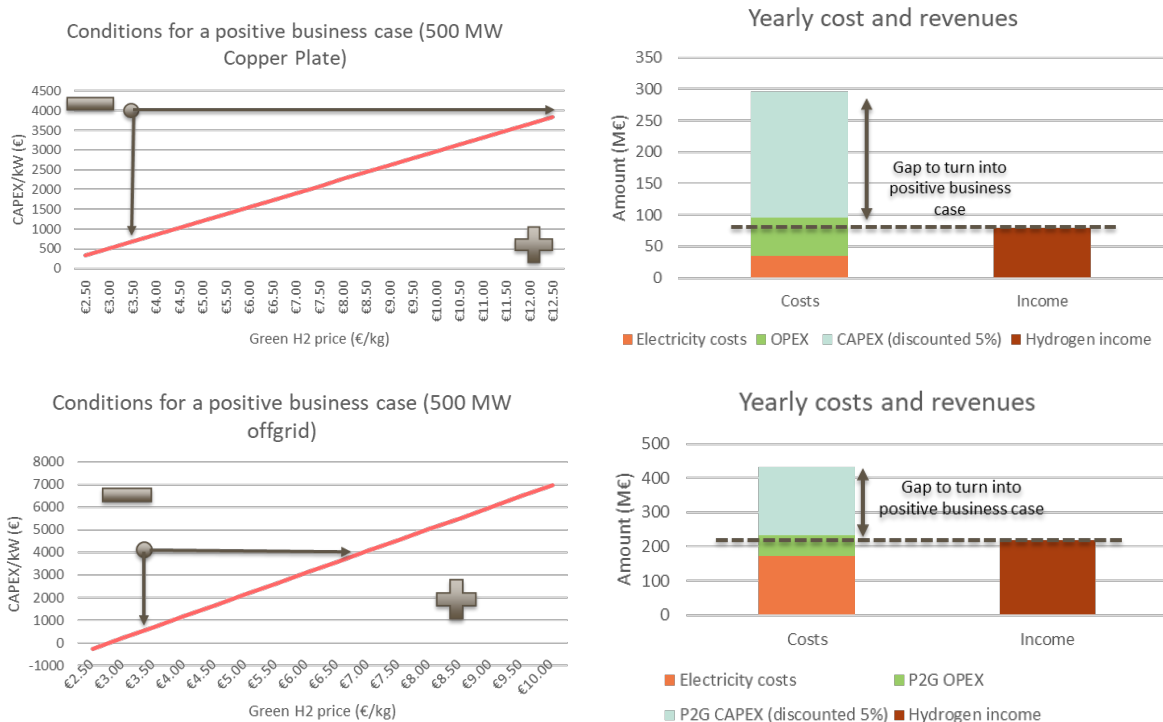 Conditions for a positive business case (500 MW
Copper Plate)
CAPEX/kW (€)
4500
4000
3500
3000
2500
2000
1500
1000
500
0
€2.50
€3.00
€3.50
€4.00
€4.50
€5.00
€5.50
€6.00
€6.50
€7.00
€7.50
€8.00
€8.50
€9.00
€9.50
€10.00
€10.50
€11.00
€11.50
€12.00
€12.50
Green H2 price (€/kg)
Yearly cost and revenues
Amount (M€)
350
300
250
200
150
100
50
0
Gap to turn into
positive business
case
Costs
Income
Electricity costs
OPEX
CAPEX (discounted 5%)
Hydrogen income
Conditions for a positive business case (500 MW
offgrid)
CAPEX/kW (€)
8000
7000
6000
5000
4000
3000
2000
1000
0
-1000
€2.50
€3.00
€3.50
€4.00
€4.50
€5.00
€5.50
€6.00
€6.50
€7.00
€7.50
€8.00
€8.50
€9.00
€9.50
€10.00
Green H2 price (€/kg)
Yearly costs and revenues
Amount (M€)
500
400
300
200
100
0
Gap to turn into
positive business case
Costs
Income
Electricity costs
P2G OPEX
P2G CAPEX (discounted 5%)
Hydrogen income